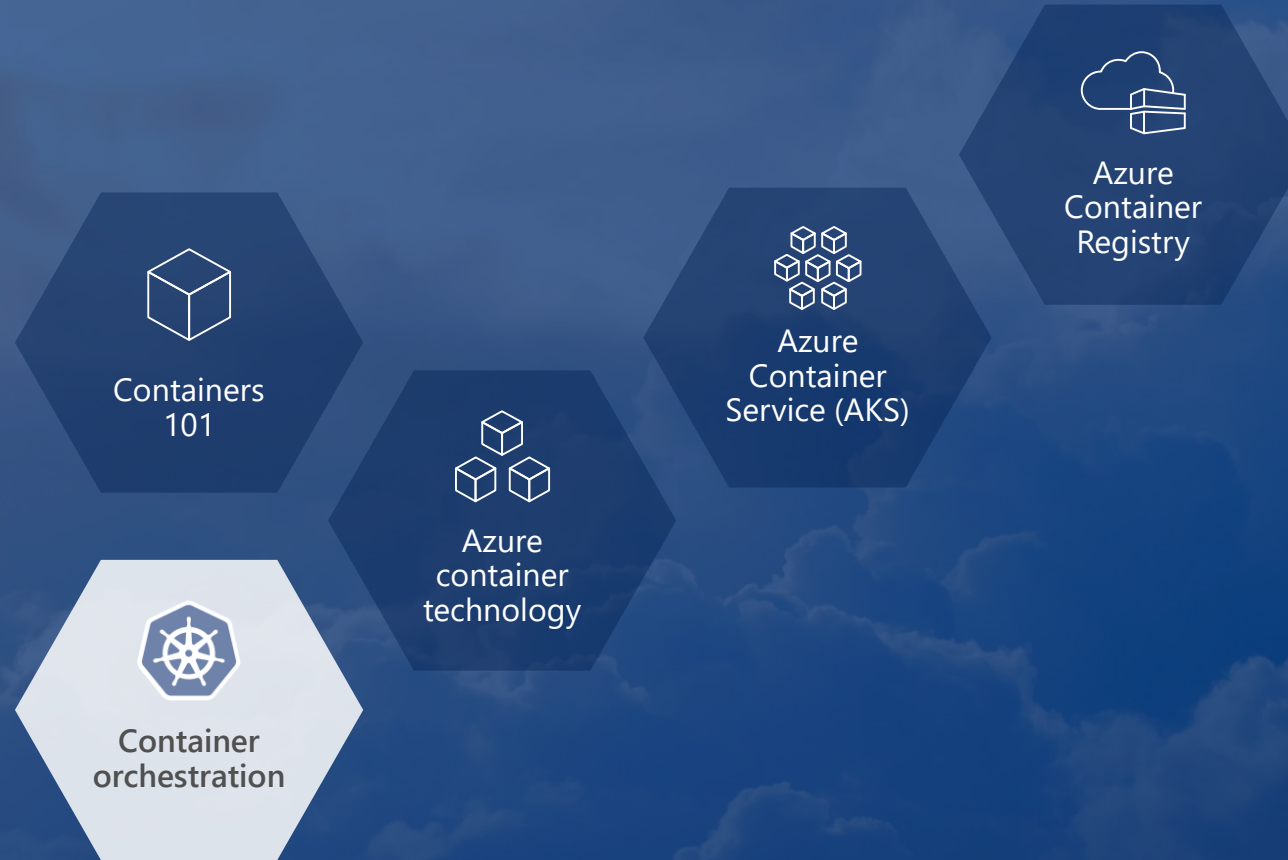 Containers
101
Container
orchestration
Azure
container
technology
Azure
Container
Service (AKS)
Azure
Container
Registry